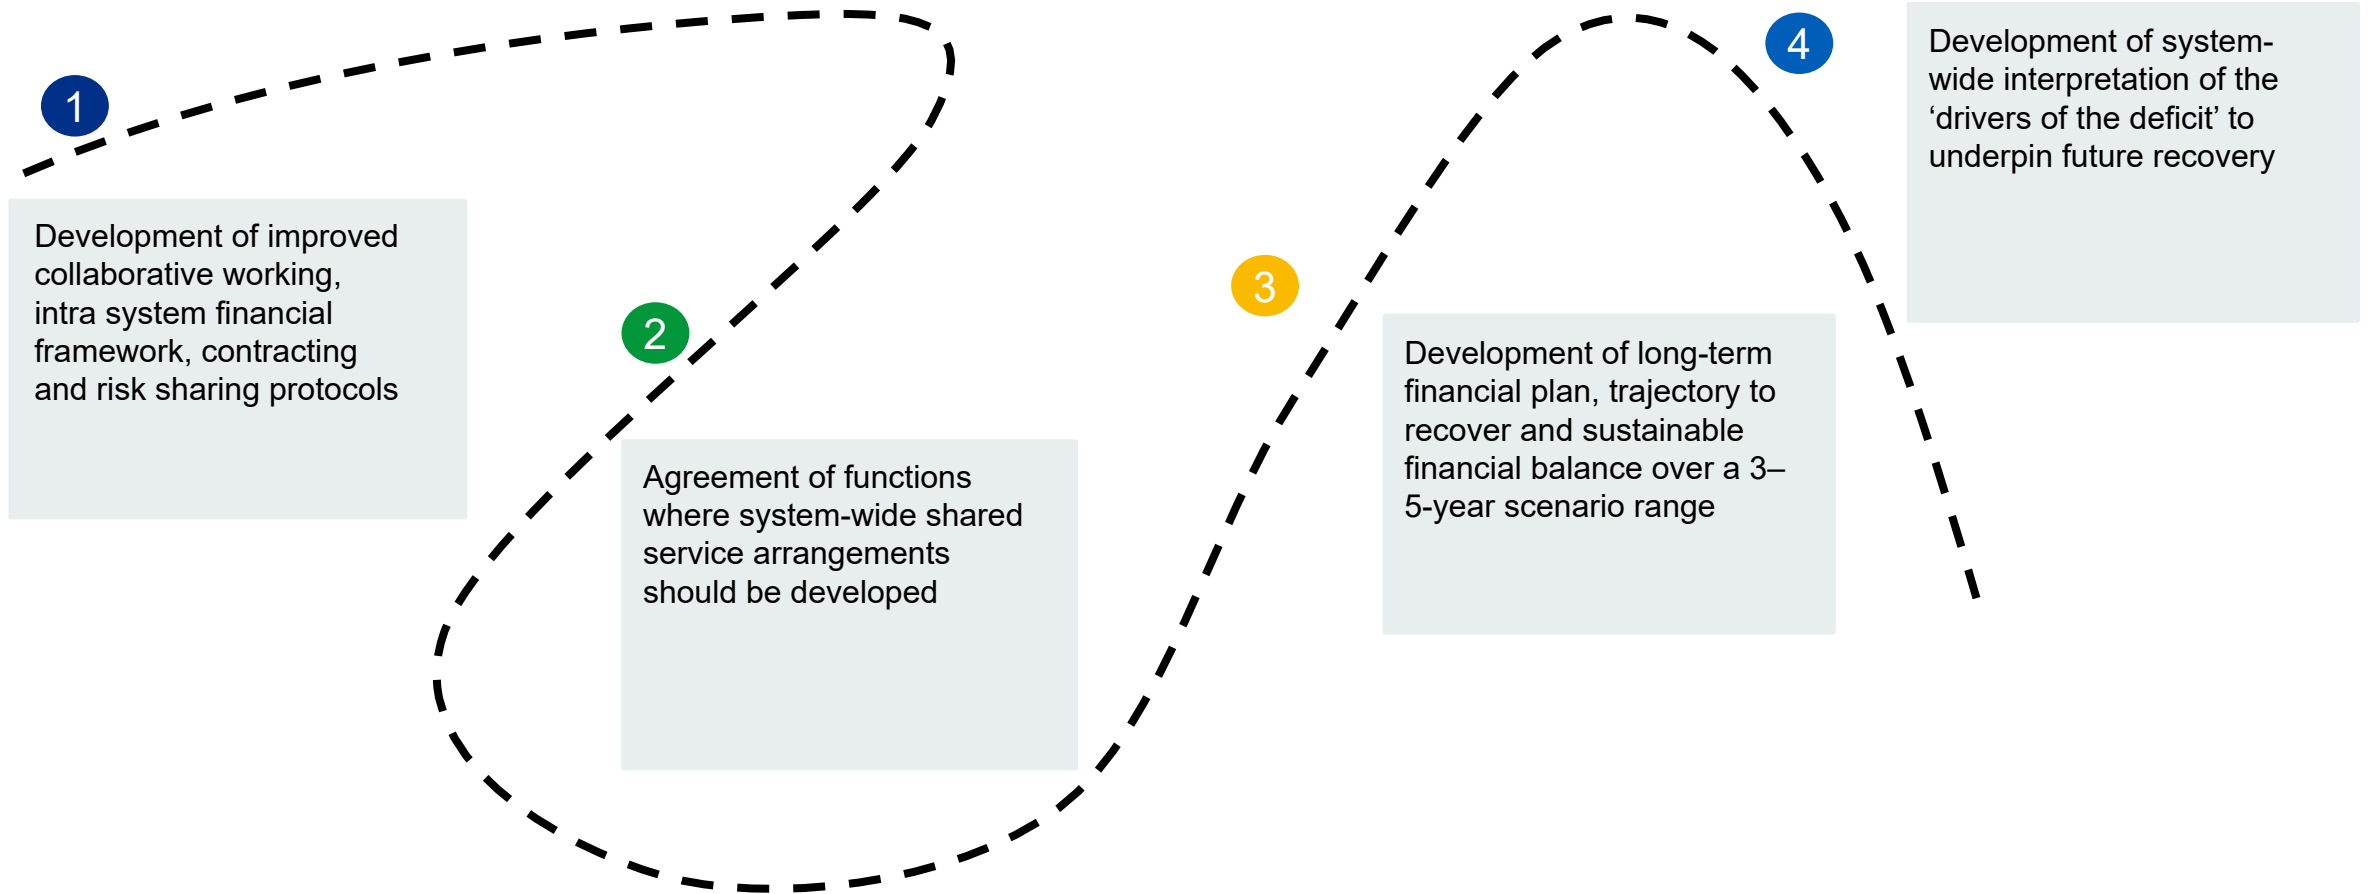 1
Development of improved
collaborative working,
intra system financial
framework, contracting
and risk sharing protocols
2
Agreement of functions
where system-wide shared
service arrangements
should be developed
3
Development of long-term
financial plan, trajectory to
recover and sustainable
financial balance over a 3–
5-year scenario range
4
Development of system-
wide interpretation of the
‘drivers of the deficit’ to
underpin future recovery